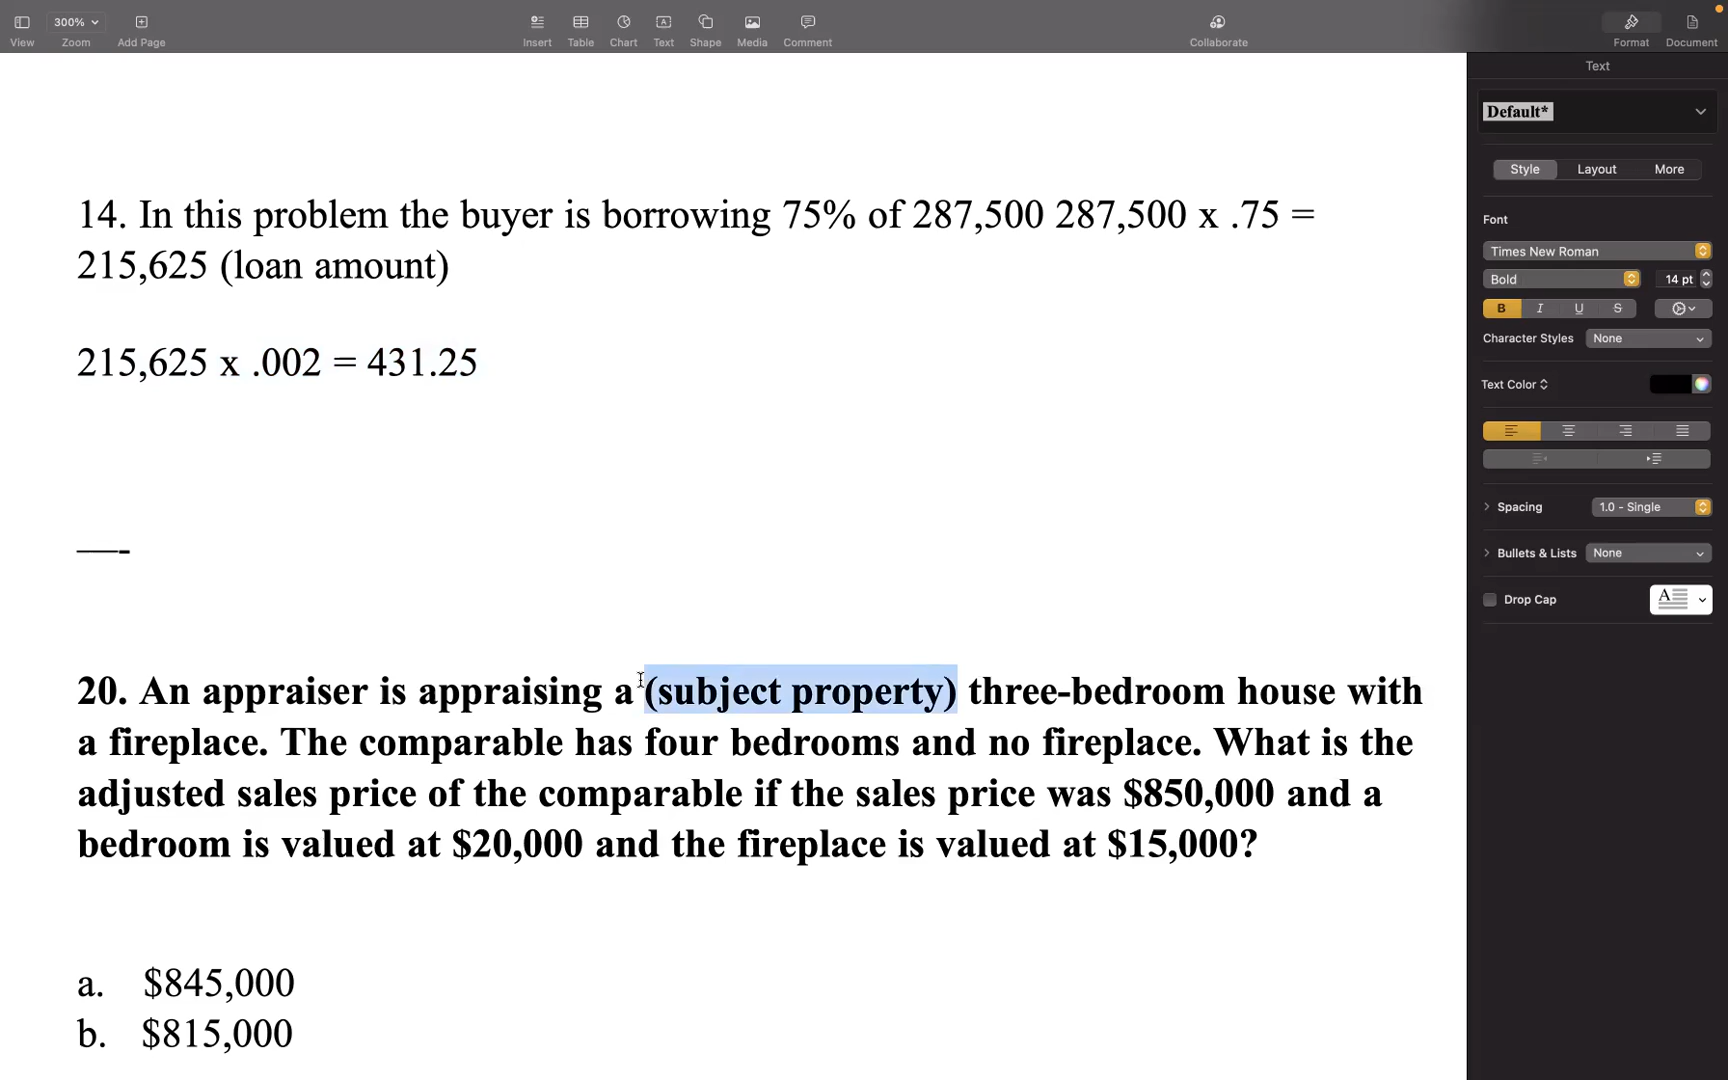 300%
View
Zoom
Add Page
Insert
Table
Chart
Text
Shape
Media
Comment
Collaborate
Format
Document
14. In this problem the buyer is borrowing 75% of 287,500 287,500 x .75 =
215,625 (loan amount)
215,625 x .002 = 431.25
—-
20. An appraiser is appraising a (subject property) three-bedroom house with
a fireplace. The comparable has four bedrooms and no fireplace. What is the
adjusted sales price of the comparable if the sales price was $850,000 and a
bedroom is valued at $20,000 and the fireplace is valued at $15,000?
a. $845,000
b. $815,000
Text
Default*
Style
Layout
More
Font
Times New Roman
Bold
14 pt
B I U S
Character Styles
None
Text Color
Spacing
1.0 - Single
Bullets & Lists
None
Drop Cap
A